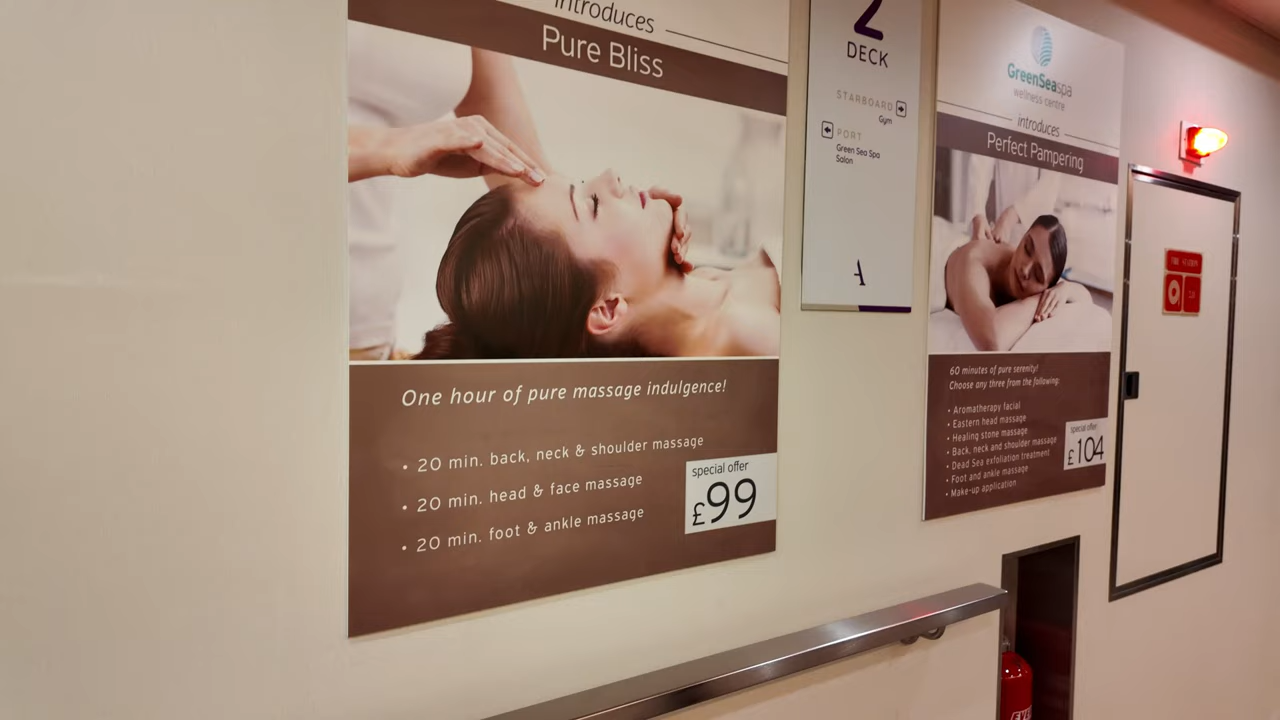 introduces
Pure Bliss
One hour of pure massage indulgence!
• 20 min. back, neck & shoulder massage
• 20 min. head & face massage
• 20 min. foot & ankle massage
special offer
£99
2
DECK
STARBOARD
Gym
PORT
Green Sea Spa
Salon
A
GreenSeaspa
wellness centre
introduces
Perfect Pampering
60 minutes of pure serenity!
Choose any three from the following:
• Aromatherapy facial
• Eastern head massage
• Healing stone massage
• Back, neck and shoulder massage
• Dead Sea exfoliation treatment
• Foot and ankle massage
• Make-up application
special offer
£104